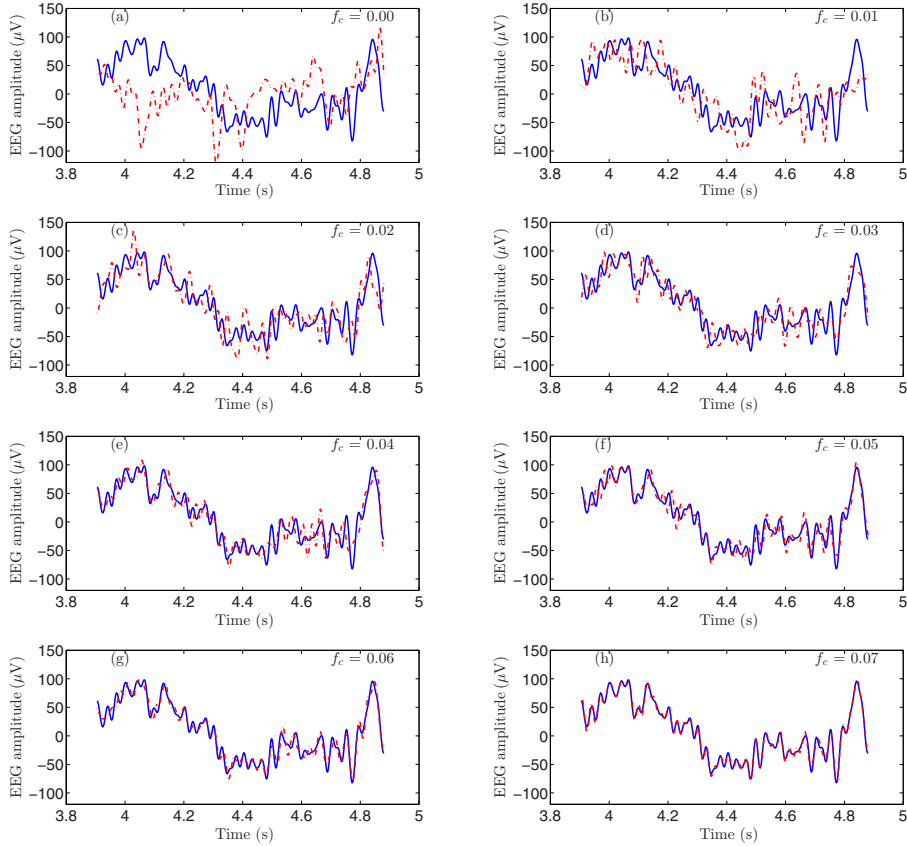 (a) f_c = 0.00
EEG amplitude (μV)
150
100
50
0
−50
−100
3.8 4 4.2 4.4 4.6 4.8 5
Time (s)
(b) f_c = 0.01
EEG amplitude (μV)
150
100
50
0
−50
−100
3.8 4 4.2 4.4 4.6 4.8 5
Time (s)
(c) f_c = 0.02
EEG amplitude (μV)
150
100
50
0
−50
−100
3.8 4 4.2 4.4 4.6 4.8 5
Time (s)
(d) f_c = 0.03
EEG amplitude (μV)
150
100
50
0
−50
−100
3.8 4 4.2 4.4 4.6 4.8 5
Time (s)
(e) f_c = 0.04
EEG amplitude (μV)
150
100
50
0
−50
−100
3.8 4 4.2 4.4 4.6 4.8 5
Time (s)
(f) f_c = 0.05
EEG amplitude (μV)
150
100
50
0
−50
−100
3.8 4 4.2 4.4 4.6 4.8 5
Time (s)
(g) f_c = 0.06
EEG amplitude (μV)
150
100
50
0
−50
−100
3.8 4 4.2 4.4 4.6 4.8 5
Time (s)
(h) f_c = 0.07
EEG amplitude (μV)
150
100
50
0
−50
−100
3.8 4 4.2 4.4 4.6 4.8 5
Time (s)